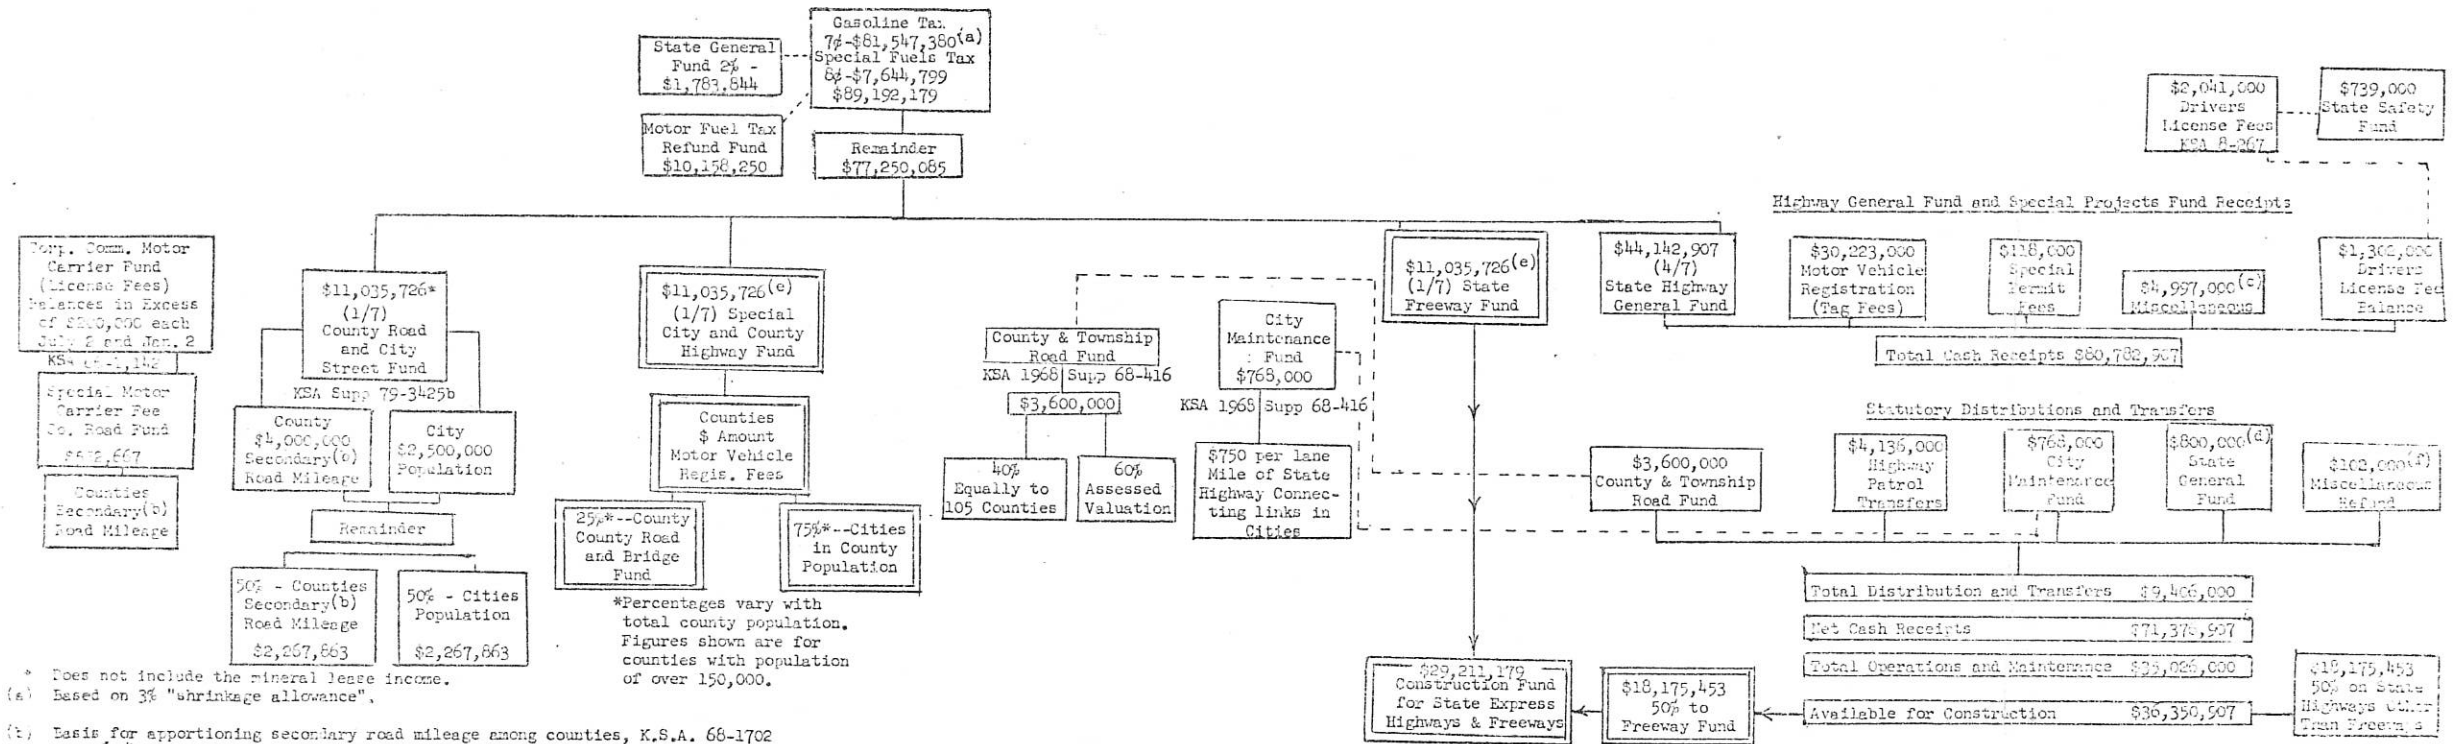 Gasoline Tax
7¢-$81,547,380(a)
Special Fuels Tax
8¢-$7,644,799
$89,192,179
State General
Fund 2% -
$1,783,844
Motor Fuel Tax
Refund Fund
$10,158,250
Remainder
$77,250,085
$2,041,000
Drivers
License Fees
KSA 8-267
$739,000
State Safety
Fund
Highway General Fund and Special Projects Fund Receipts
Corp. Comm. Motor
Carrier Fund
(License Fees)
Balances in Excess
of $200,000 each
July 2 and Jan. 2
KSA
Special Motor
Carrier Fee
Co. Road Fund
Counties
Secondary(b)
Road Mileage
$11,035,726*
(1/7)
County Road
and City
Street Fund
KSA Supp 79-3425b
County
$4,000,000
Secondary(b)
Road Mileage
City
$2,500,000
Population
Remainder
50% - Counties
Secondary(b)
Road Mileage
$2,267,863
50% - Cities
Population
$2,267,863
$11,035,726(e)
(1/7) Special
City and County
Highway Fund
Counties
$ Amount
Motor Vehicle
Regis. Fees
25%*--County
County Road
and Bridge
Fund
75%*--Cities
in County
Population
*Percentages vary with
total county population.
Figures shown are for
counties with population
of over 150,000.
County & Township
Road Fund
KSA 1968 Supp 68-416
$3,600,000
40%
Equally to
105 Counties
60%
Assessed
Valuation
City
Maintenance
: Fund
$768,000
KSA 1968 Supp 68-416
$750 per lane
Mile of State
Highway Connec-
ting links in
Cities
$11,035,726(e)
(1/7) State
Freeway Fund
$44,142,907
(4/7)
State Highway
General Fund
$30,223,000
Motor Vehicle
Registration
(Tag Fees)
$118,000
Special
Permit
Fees
$4,997,000(c)
Miscellaneous
$1,302,000
Drivers
License Fee
Balance
Total Cash Receipts $80,782,907
Statutory Distributions and Transfers
$3,600,000
County & Township
Road Fund
$4,136,000
Highway
Patrol
Transfers
$768,000
City
Maintenance
Fund
$800,000(d)
State
General
Fund
$102,000(f)
Miscellaneous
Refund
Total Distribution and Transfers $9,406,000
Net Cash Receipts $71,376,907
Total Operations and Maintenance $35,026,000
Available for Construction $36,350,907
$18,175,453
50% on State
Highways Other
Than Freeways
$18,175,453
50% to
Freeway Fund
$29,211,179
Construction Fund
for State Express
Highways & Freeways
* Does not include the mineral lease income.
(a) Based on 3% "shrinkage allowance".
(b) Basis for apportioning secondary road mileage among counties, K.S.A. 68-1702